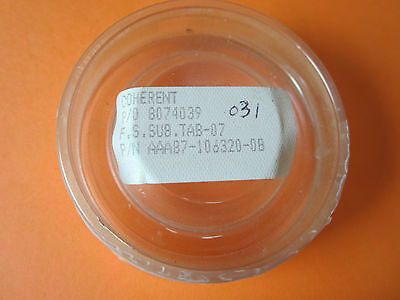 COHERENT
P/O 8074039 031
F.S.SUB.TAB-07
P/N AAA87-106320-08